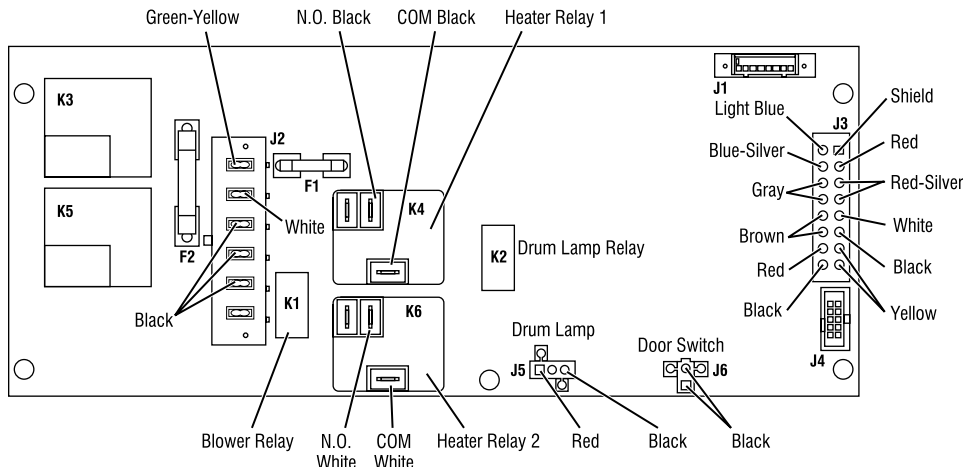 Green-Yellow
N.O. Black
COM Black
Heater Relay 1
K3
J2
F1
K4
J1
Light Blue
J3
Shield
Blue-Silver
Red
Gray
Red-Silver
K5
F2
White
K2
Drum Lamp Relay
Brown
White
Red
Black
Black
K1
K6
Black
Yellow
Drum Lamp
J5
Door Switch
J6
J4
Blower Relay
N.O.
White
COM
White
Heater Relay 2
Red
Black
Black